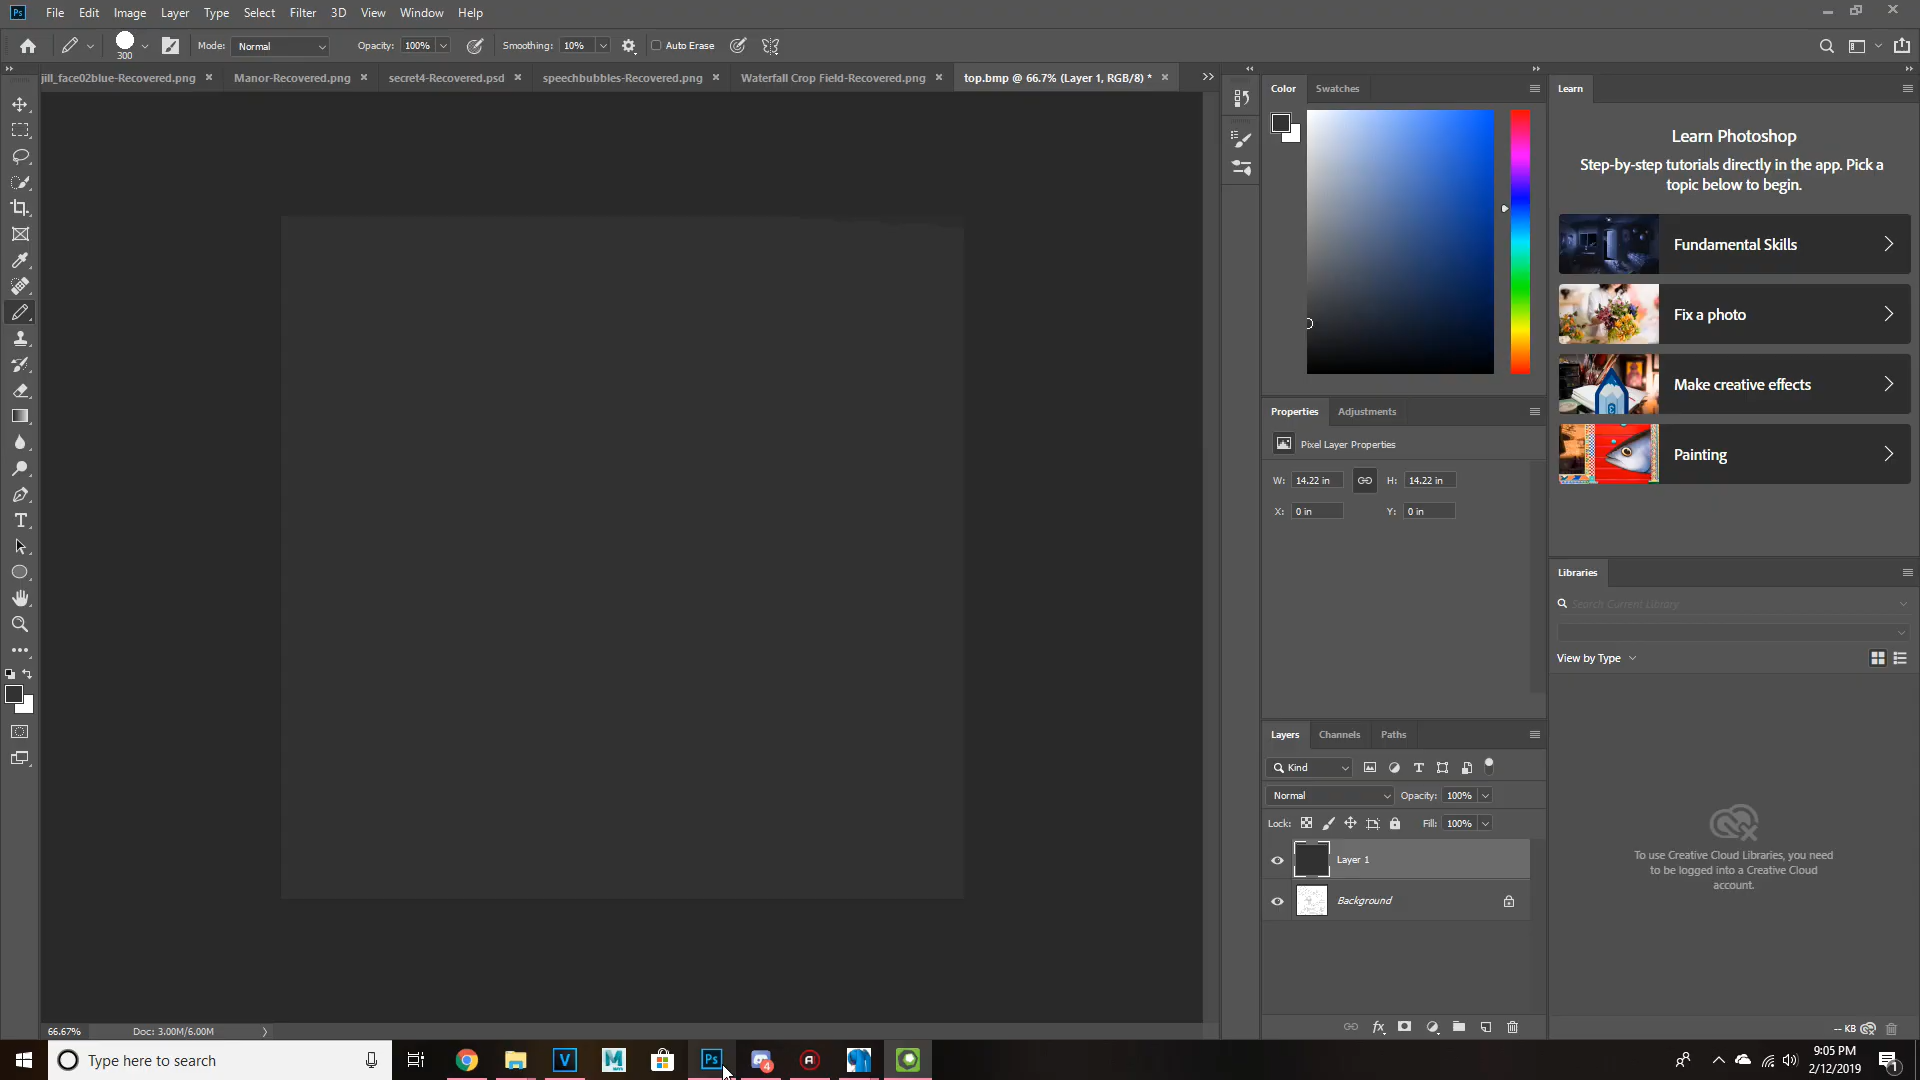 Ps File Edit Image Layer Type Select Filter 3D View Window Help
300 Mode: Normal Opacity: 100% Smoothing: 10% Auto Erase
jill_face02blue-Recovered.png × Manor-Recovered.png × secret4-Recovered.psd × speechbubbles-Recovered.png × Waterfall Crop Field-Recovered.png × top.bmp @ 66.7% (Layer 1, RGB/8) * ×
Color Swatches
Learn
Learn Photoshop
Step-by-step tutorials directly in the app. Pick a
topic below to begin.
Fundamental Skills
Fix a photo
Make creative effects
Painting
Properties Adjustments
Pixel Layer Properties
W: 14.22 in H: 14.22 in
X: 0 in Y: 0 in
Libraries
Search Current Library
View by Type
To use Creative Cloud Libraries, you need
to be logged into a Creative Cloud
account.
-- KB
Layers Channels Paths
Kind
Normal Opacity: 100%
Lock: Fill: 100%
Layer 1
Background
66.67% Doc: 3.00M/6.00M
Type here to search
V
M
Ps
4
9:05 PM
2/12/2019
1